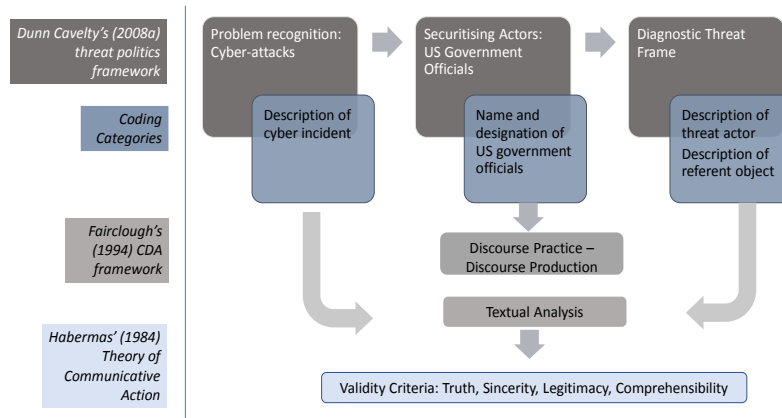 Dunn Cavelty’s (2008a)
threat politics
framework
Coding
Categories
Fairclough’s
(1994) CDA
framework
Habermas’ (1984)
Theory of
Communicative
Action
Problem recognition:
Cyber-attacks
Securitising Actors:
US Government
Officials
Diagnostic Threat
Frame
Description of
cyber incident
Name and
designation of
US government
officials
Description of
threat actor
Description of
referent object
Discourse Practice –
Discourse Production
Textual Analysis
Validity Criteria: Truth, Sincerity, Legitimacy, Comprehensibility